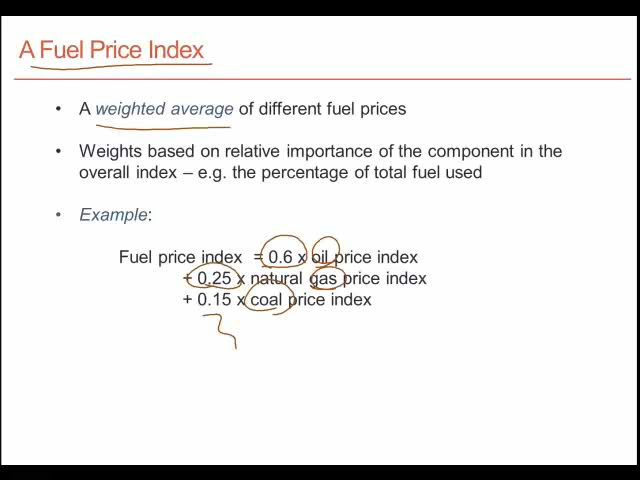 A Fuel Price Index
• A weighted average of different fuel prices
• Weights based on relative importance of the component in the
overall index – e.g. the percentage of total fuel used
• Example:
Fuel price index = 0.6 x oil price index
+ 0.25 x natural gas price index
+ 0.15 x coal price index